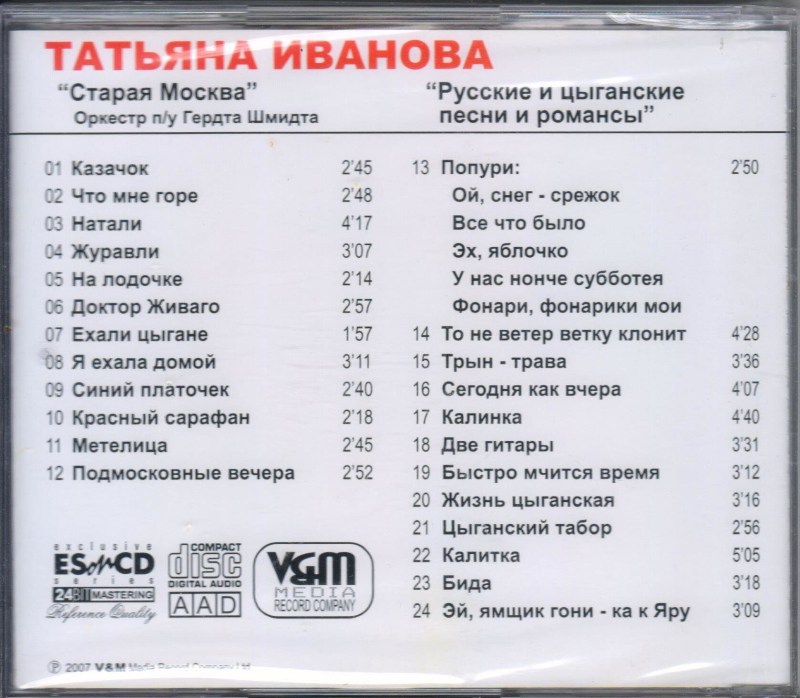 ТАТЬЯНА ИВАНОВА
“Старая Москва”
Оркестр п/у Гердта Шмидта
“Русские и цыганские
песни и романсы”
01 Казачок 2'45
02 Что мне горе 2'48
03 Натали 4'17
04 Журавли 3'07
05 На лодочке 2'14
06 Доктор Живаго 2'57
07 Ехали цыгане 1'57
08 Я ехала домой 3'11
09 Синий платочек 2'40
10 Красный сарафан 2'18
11 Метелица 2'45
12 Подмосковные вечера 2'52
13 Попури: 2'50
Ой, снег - срежок
Все что было
Эх, яблочко
У нас нонче субботея
Фонари, фонарики мои
14 То не ветер ветку клонит 4'28
15 Трын - трава 3'36
16 Сегодня как вчера 4'07
17 Калинка 4'40
18 Две гитары 3'31
19 Быстро мчится время 3'12
20 Жизнь цыганская 3'16
21 Цыганский табор 2'56
22 Калитка 5'05
23 Бида 3'18
24 Эй, ямщик гони - ка к Яру 3'09
exclusive
ES on CD
series
24BIT MASTERING
Reference Quality
COMPACT
disc
DIGITAL AUDIO
AAD
V&M
MEDIA
RECORD COMPANY
℗ 2007 V&M Media Record Company Ltd